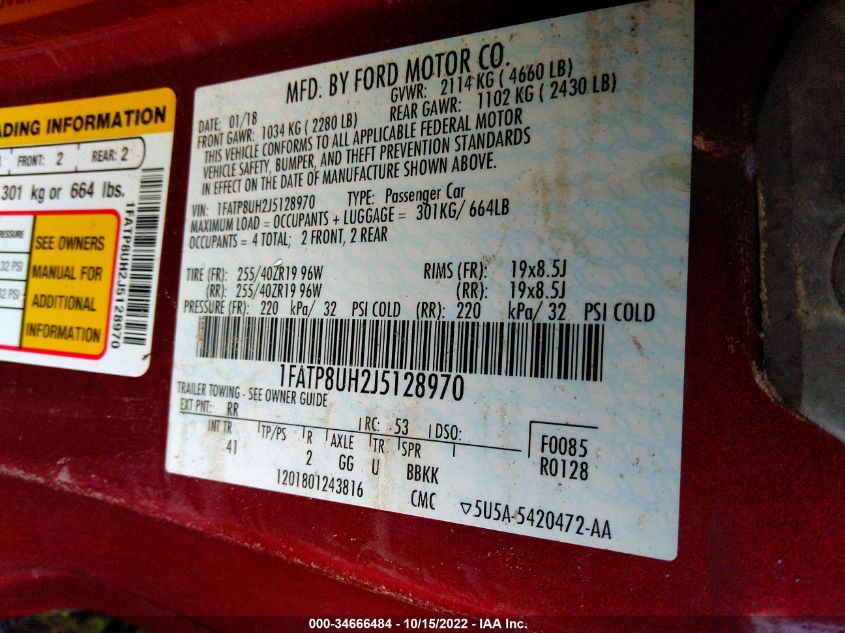 ADING INFORMATION
FRONT: 2 REAR: 2
301 kg or 664 lbs.
RESSURE
32 PSI
32 PSI
SEE OWNERS
MANUAL FOR
ADDITIONAL
INFORMATION
1FATP8UH2J5128970
MFD. BY FORD MOTOR CO.
DATE: 01/18 GVWR: 2114 KG ( 4660 LB)
FRONT GAWR: 1034 KG ( 2280 LB) REAR GAWR: 1102 KG ( 2430 LB)
THIS VEHICLE CONFORMS TO ALL APPLICABLE FEDERAL MOTOR
VEHICLE SAFETY, BUMPER, AND THEFT PREVENTION STANDARDS
IN EFFECT ON THE DATE OF MANUFACTURE SHOWN ABOVE.
VIN: 1FATP8UH2J5128970 TYPE: Passenger Car
MAXIMUM LOAD = OCCUPANTS + LUGGAGE = 301KG/ 664LB
OCCUPANTS = 4 TOTAL; 2 FRONT, 2 REAR
TIRE (FR): 255/40ZR19 96W RIMS (FR): 19x8.5J
(RR): 255/40ZR19 96W (RR): 19x8.5J
PRESSURE (FR): 220 kPa/ 32 PSI COLD (RR): 220 kPa/ 32 PSI COLD
1FATP8UH2J5128970
TRAILER TOWING - SEE OWNER GUIDE
EXT PNT: RR RC: 53 DSO: F0085
INT TR TP/PS R AXLE TR SPR R0128
41 2 GG U BBKK
1201801243816 CMC ▽5U5A-5420472-AA
000-34666484 - 10/15/2022 - IAA Inc.